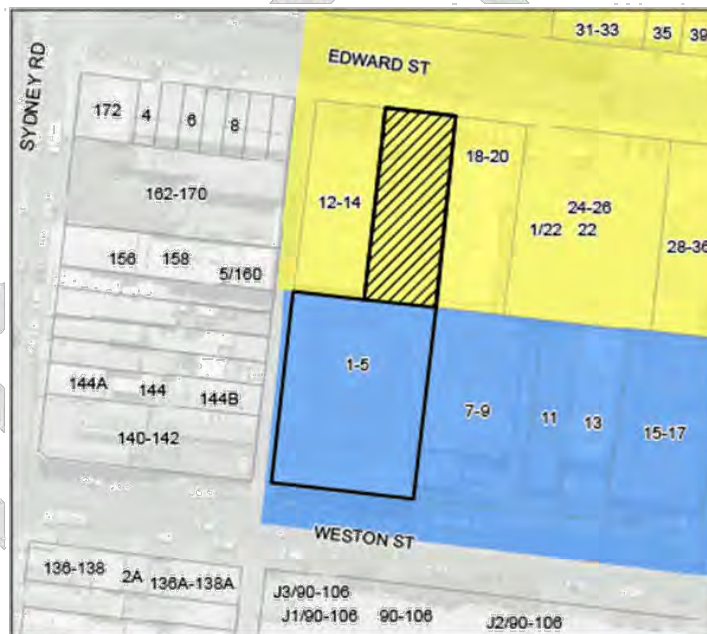 31-33
35
39
EDWARD ST
SYDNEY RD
172
4
6
8
18-20
162-170
12-14
24-26
1/22
22
28-36
156
158
5/160
1-5
144A
144
144B
7-9
11
13
15-17
140-142
WESTON ST
136-138
2A
136A-138A
J3/90-106
J1/90-106
90-106
J2/90-106